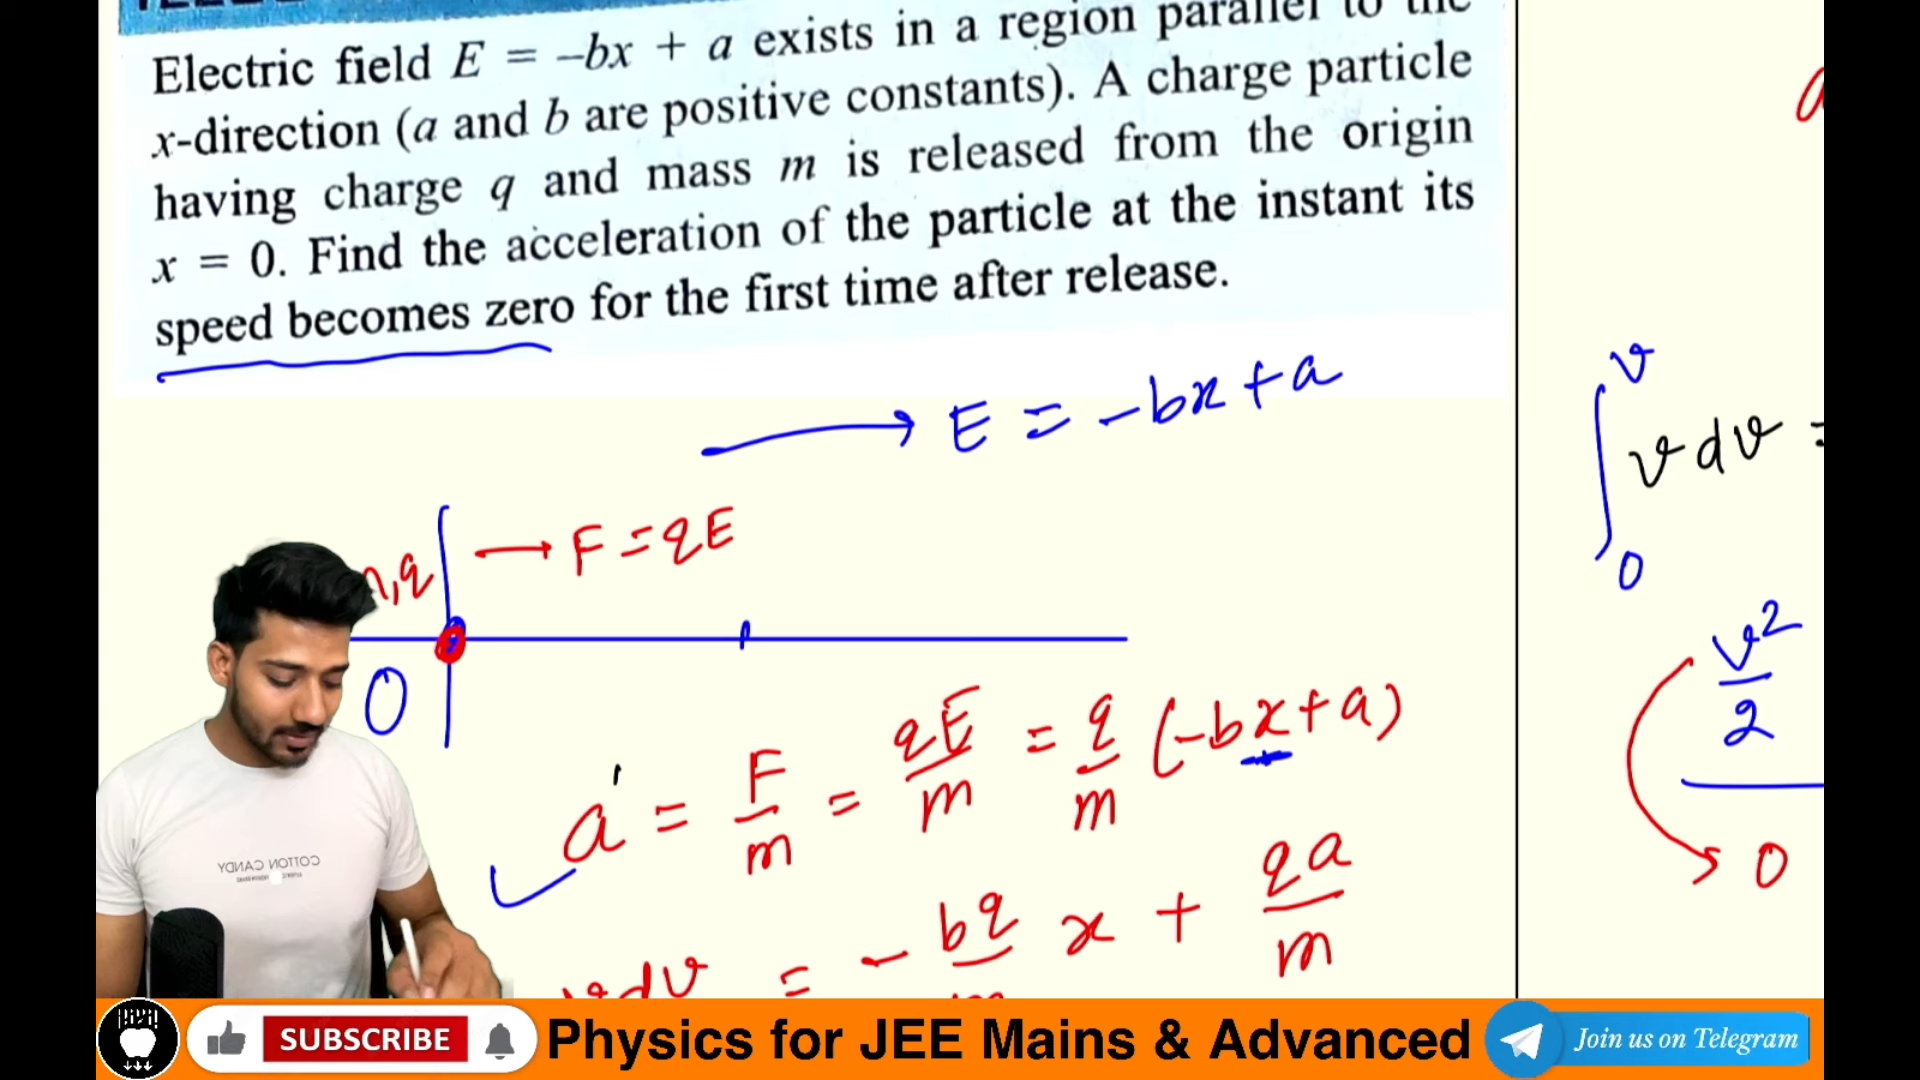 Electric field E = –bx + a exists in a region parallel to the
x-direction (a and b are positive constants). A charge particle
having charge q and mass m is released from the origin
x = 0. Find the acceleration of the particle at the instant its
speed becomes zero for the first time after release.
E = -bx + a
F = qE
,q
0
a' = F/m = qE/m = q/m (-bx + a)
= - bq/m x + qa/m
v
∫ v dv =
0
v²/2
0
COTTON CANDY
SUBSCRIBE
Physics for JEE Mains & Advanced
Join us on Telegram